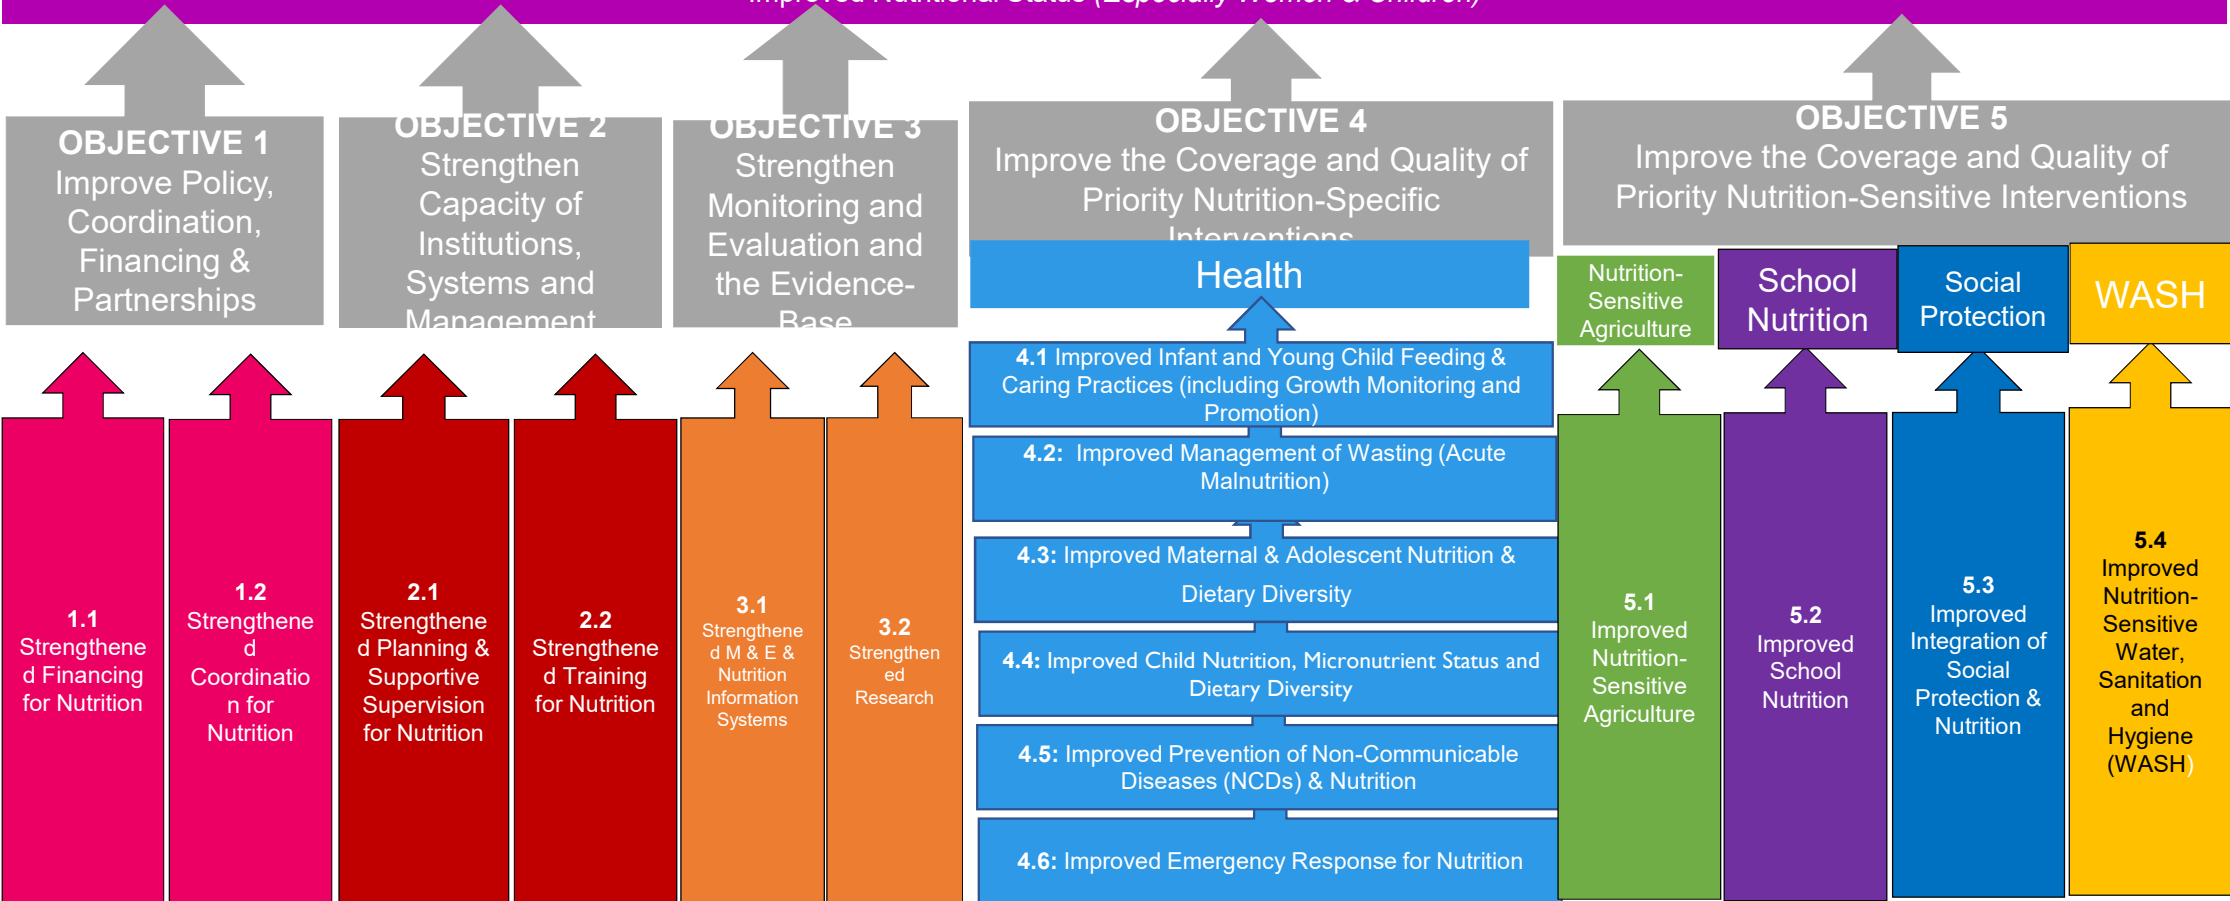 Improved Nutritional Status (Especially Women & Children)
OBJECTIVE 1
Improve Policy,
Coordination,
Financing &
Partnerships
OBJECTIVE 2
Strengthen
Capacity of
Institutions,
Systems and
Management
OBJECTIVE 3
Strengthen
Monitoring and
Evaluation and
the Evidence-
Base
OBJECTIVE 4
Improve the Coverage and Quality of
Priority Nutrition-Specific
Interventions
OBJECTIVE 5
Improve the Coverage and Quality of
Priority Nutrition-Sensitive Interventions
Health
Nutrition-
Sensitive
Agriculture
School
Nutrition
Social
Protection
WASH
1.1
Strengthene
d Financing
for Nutrition
1.2
Strengthene
d
Coordinatio
n for
Nutrition
2.1
Strengthene
d Planning &
Supportive
Supervision
for Nutrition
2.2
Strengthene
d Training
for Nutrition
3.1
Strengthene
d M & E &
Nutrition
Information
Systems
3.2
Strengthen
ed
Research
4.1 Improved Infant and Young Child Feeding &
Caring Practices (including Growth Monitoring and
Promotion)
4.2: Improved Management of Wasting (Acute
Malnutrition)
4.3: Improved Maternal & Adolescent Nutrition &
Dietary Diversity
4.4: Improved Child Nutrition, Micronutrient Status and
Dietary Diversity
4.5: Improved Prevention of Non-Communicable
Diseases (NCDs) & Nutrition
4.6: Improved Emergency Response for Nutrition
5.1
Improved
Nutrition-
Sensitive
Agriculture
5.2
Improved
School
Nutrition
5.3
Improved
Integration of
Social
Protection &
Nutrition
5.4
Improved
Nutrition-
Sensitive
Water,
Sanitation
and
Hygiene
(WASH)